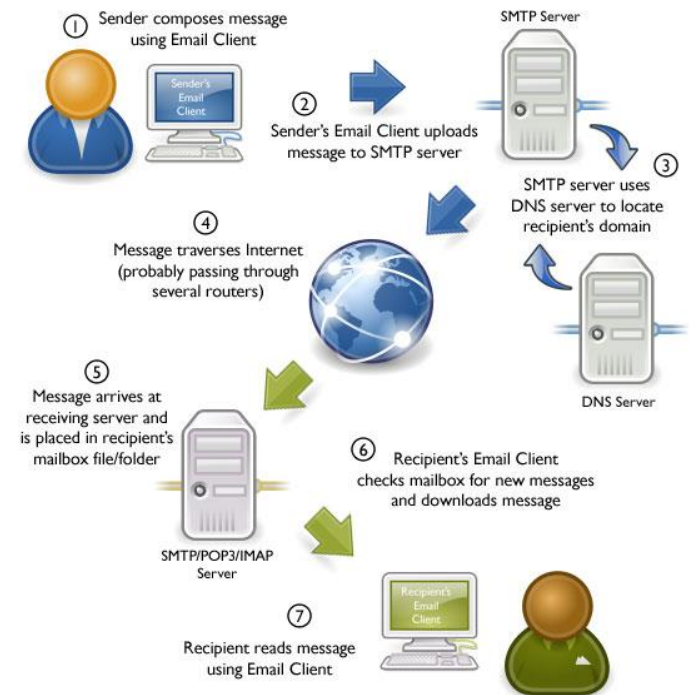 ① Sender composes message
using Email Client
Sender's
Email
Client
SMTP Server
②
Sender's Email Client uploads
message to SMTP server
③
SMTP server uses
DNS server to locate
recipient's domain
④
Message traverses Internet
(probably passing through
several routers)
DNS Server
⑤
Message arrives at
receiving server and
is placed in recipient's
mailbox file/folder
SMTP/POP3/IMAP
Server
⑥ Recipient's Email Client
checks mailbox for new messages
and downloads message
⑦
Recipient reads message
using Email Client
Recipient's
Email
Client